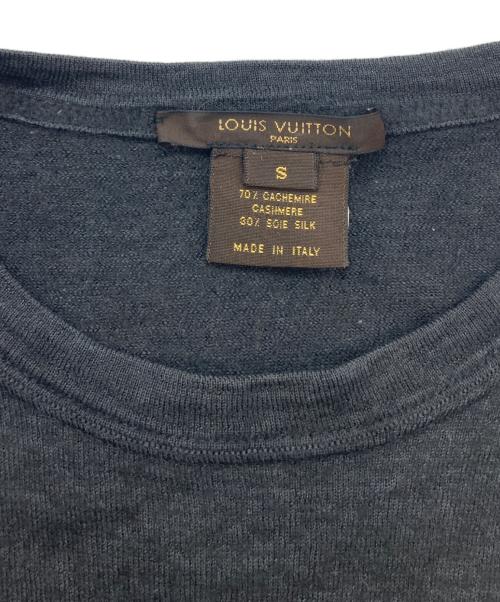 LOUIS VUITTON
PARIS
S
70% CACHEMIRE
CASHMERE
30% SOIE SILK
MADE IN ITALY